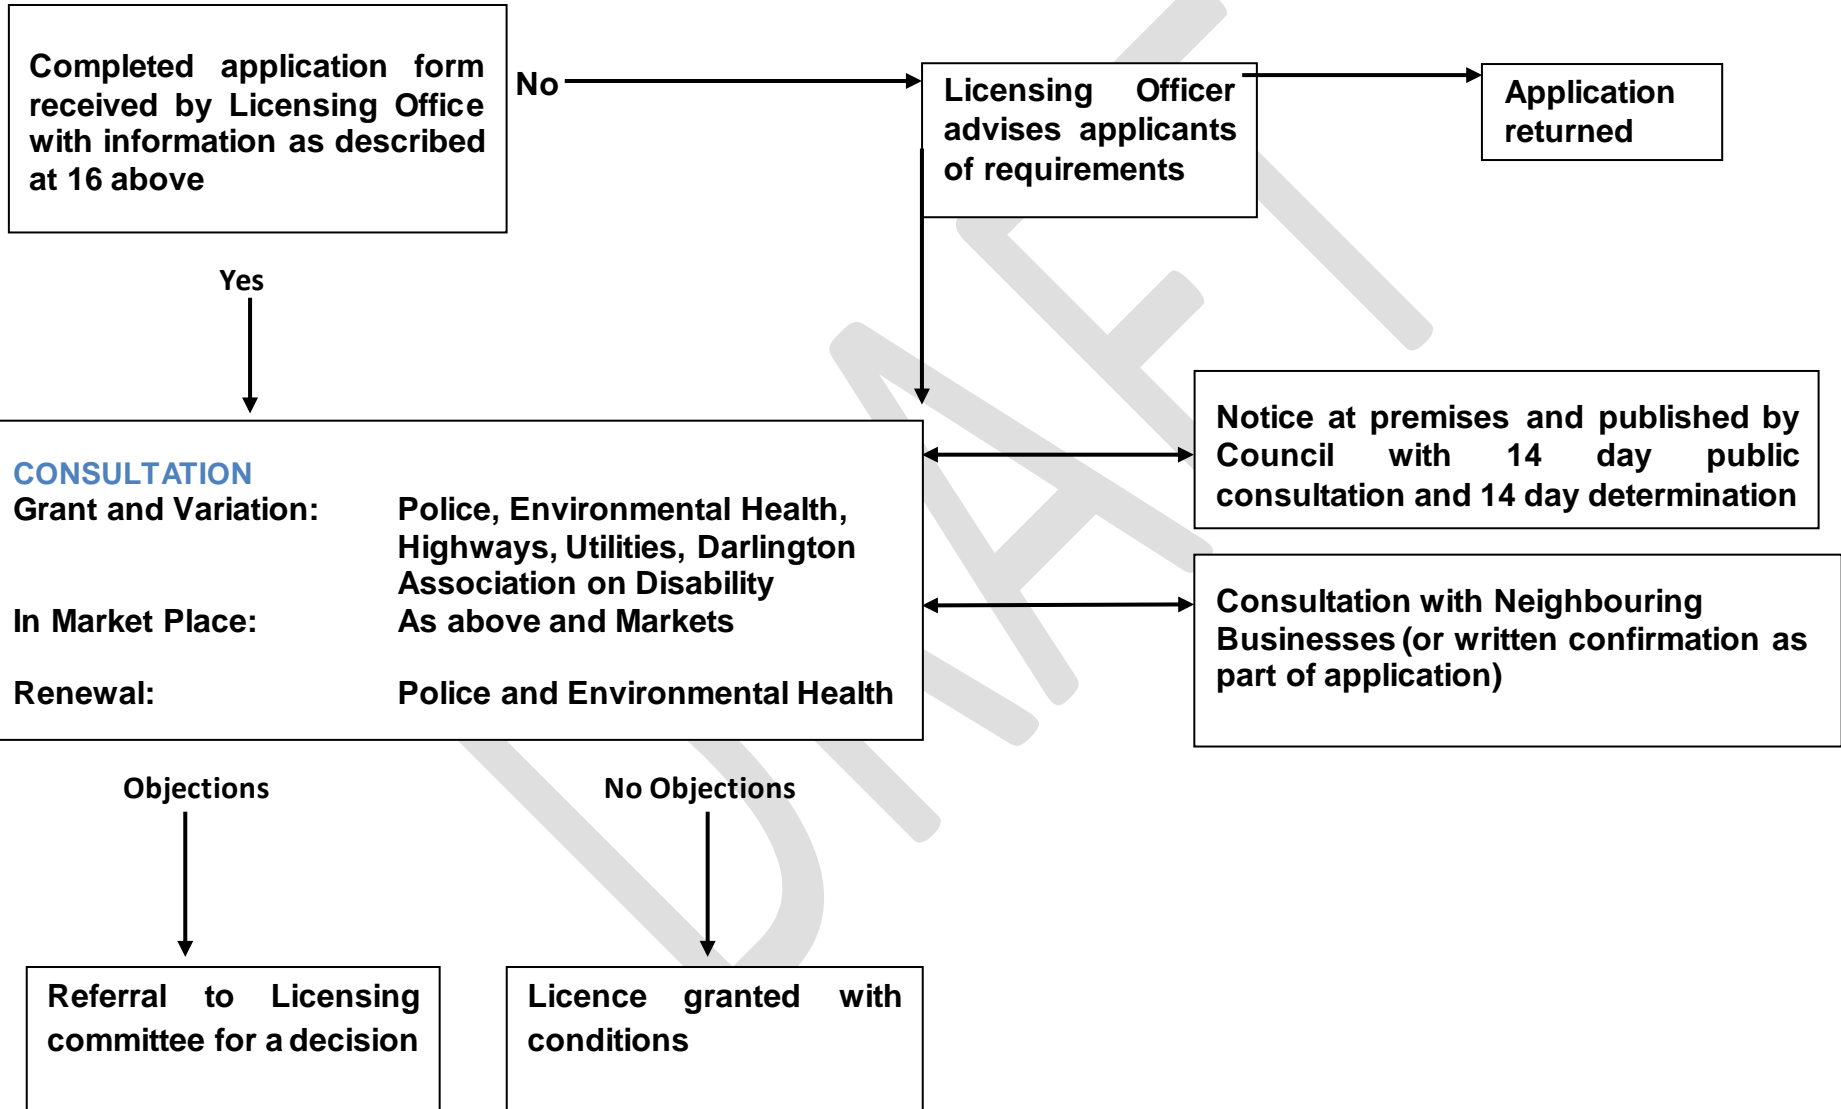 Completed application form
received by Licensing Office
with information as described
at 16 above
No
Licensing Officer
advises applicants
of requirements
Application
returned
Yes
CONSULTATION
Grant and Variation: Police, Environmental Health,
Highways, Utilities, Darlington
Association on Disability
In Market Place: As above and Markets
Renewal: Police and Environmental Health
Notice at premises and published by
Council with 14 day public
consultation and 14 day determination
Consultation with Neighbouring
Businesses (or written confirmation as
part of application)
Objections
No Objections
Referral to Licensing
committee for a decision
Licence granted with
conditions
DRAFT